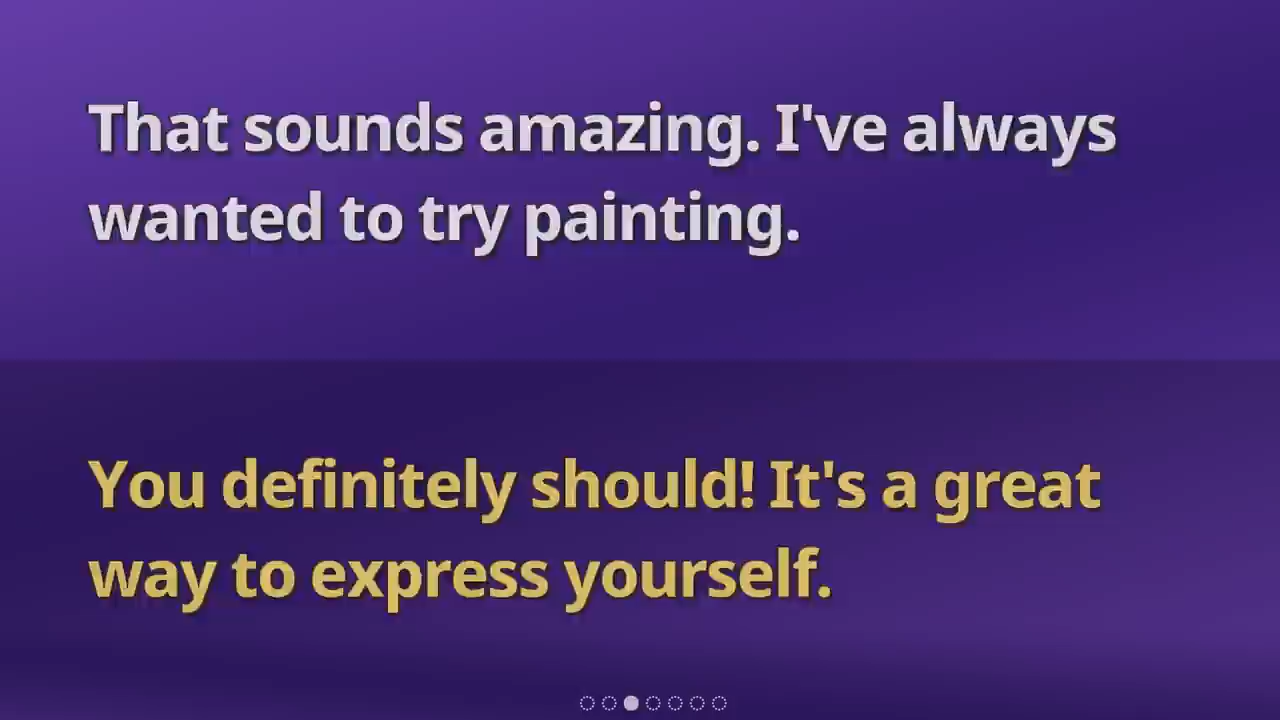 That sounds amazing. I've always
wanted to try painting.
You definitely should! It's a great
way to express yourself.